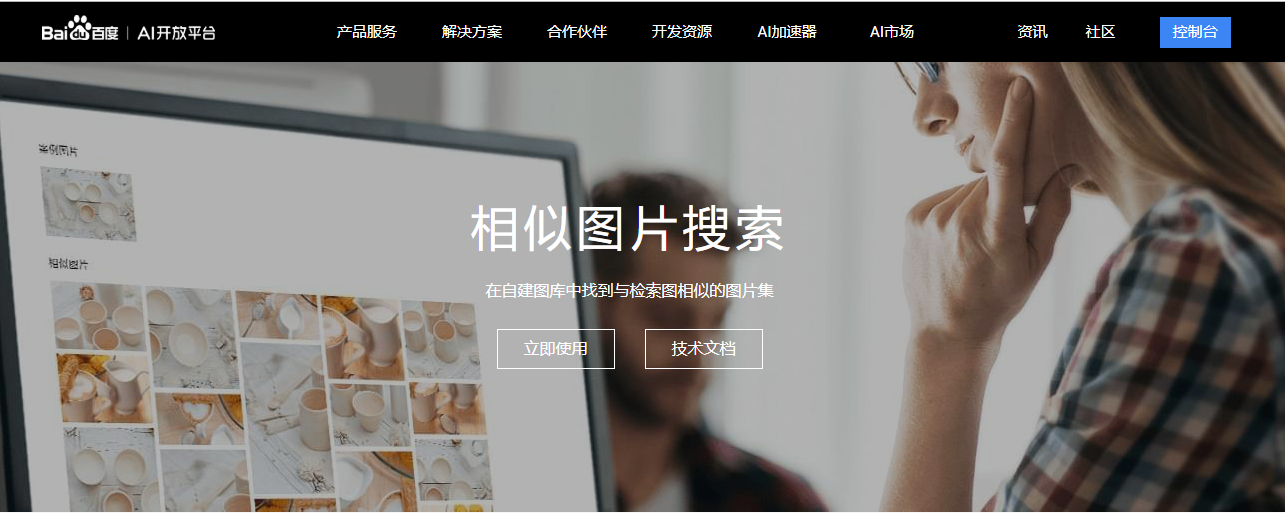 Bai du 百度 | AI开放平台
产品服务 解决方案 合作伙伴 开发资源 AI加速器 AI市场 资讯 社区 控制台
案例图片
相似图片
相似图片搜索
在自建图库中找到与检索图相似的图片集
立即使用 技术文档